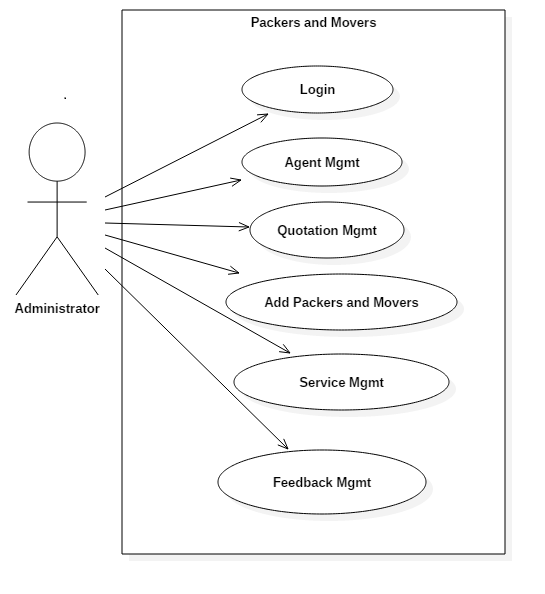 Packers and Movers
Login
Agent Mgmt
Quotation Mgmt
Add Packers and Movers
Administrator
Service Mgmt
Feedback Mgmt